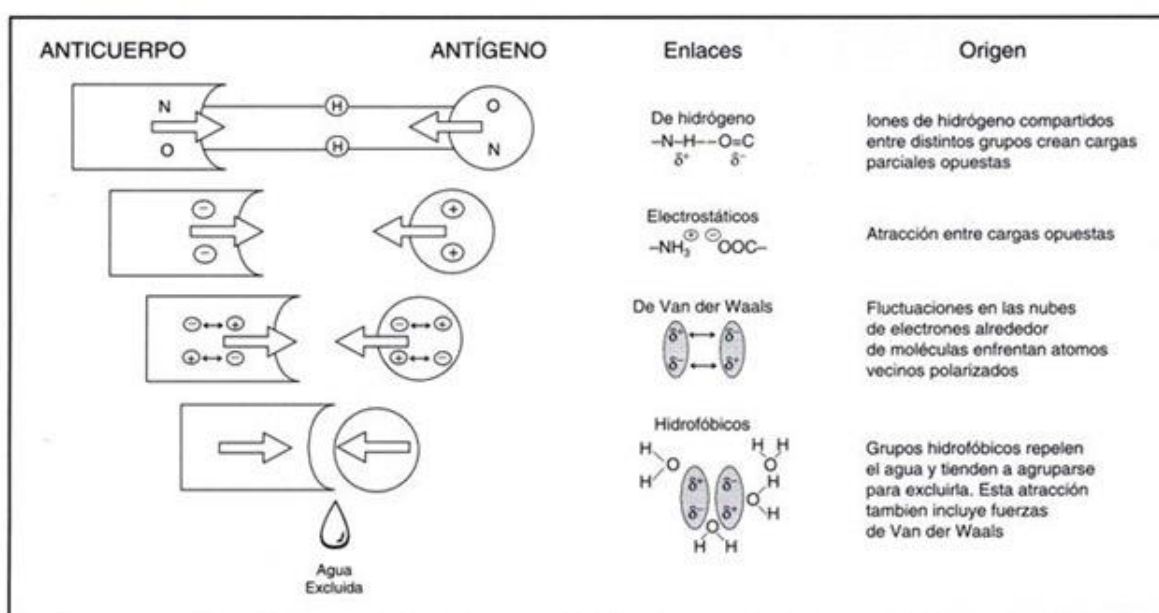 ANTICUERPO ANTÍGENO Enlaces Origen
N O
H
H
O N
De hidrógeno
–N–H--O=C
δ+ δ–
Iones de hidrógeno compartidos
entre distintos grupos crean cargas
parciales opuestas
– +
– +
Electrostáticos
–NH3 + – OOC–
Atracción entre cargas opuestas
– + – +
+ – + –
De Van der Waals
δ+ δ–
δ– δ+
Fluctuaciones en las nubes
de electrones alrededor
de moléculas enfrentan atomos
vecinos polarizados
Agua
Excluida
Hidrofóbicos
H H H
O O
H H
δ+ δ– O
δ– δ+ H
O
H H
Grupos hidrofóbicos repelen
el agua y tienden a agruparse
para excluirla. Esta atracción
tambien incluye fuerzas
de Van der Waals